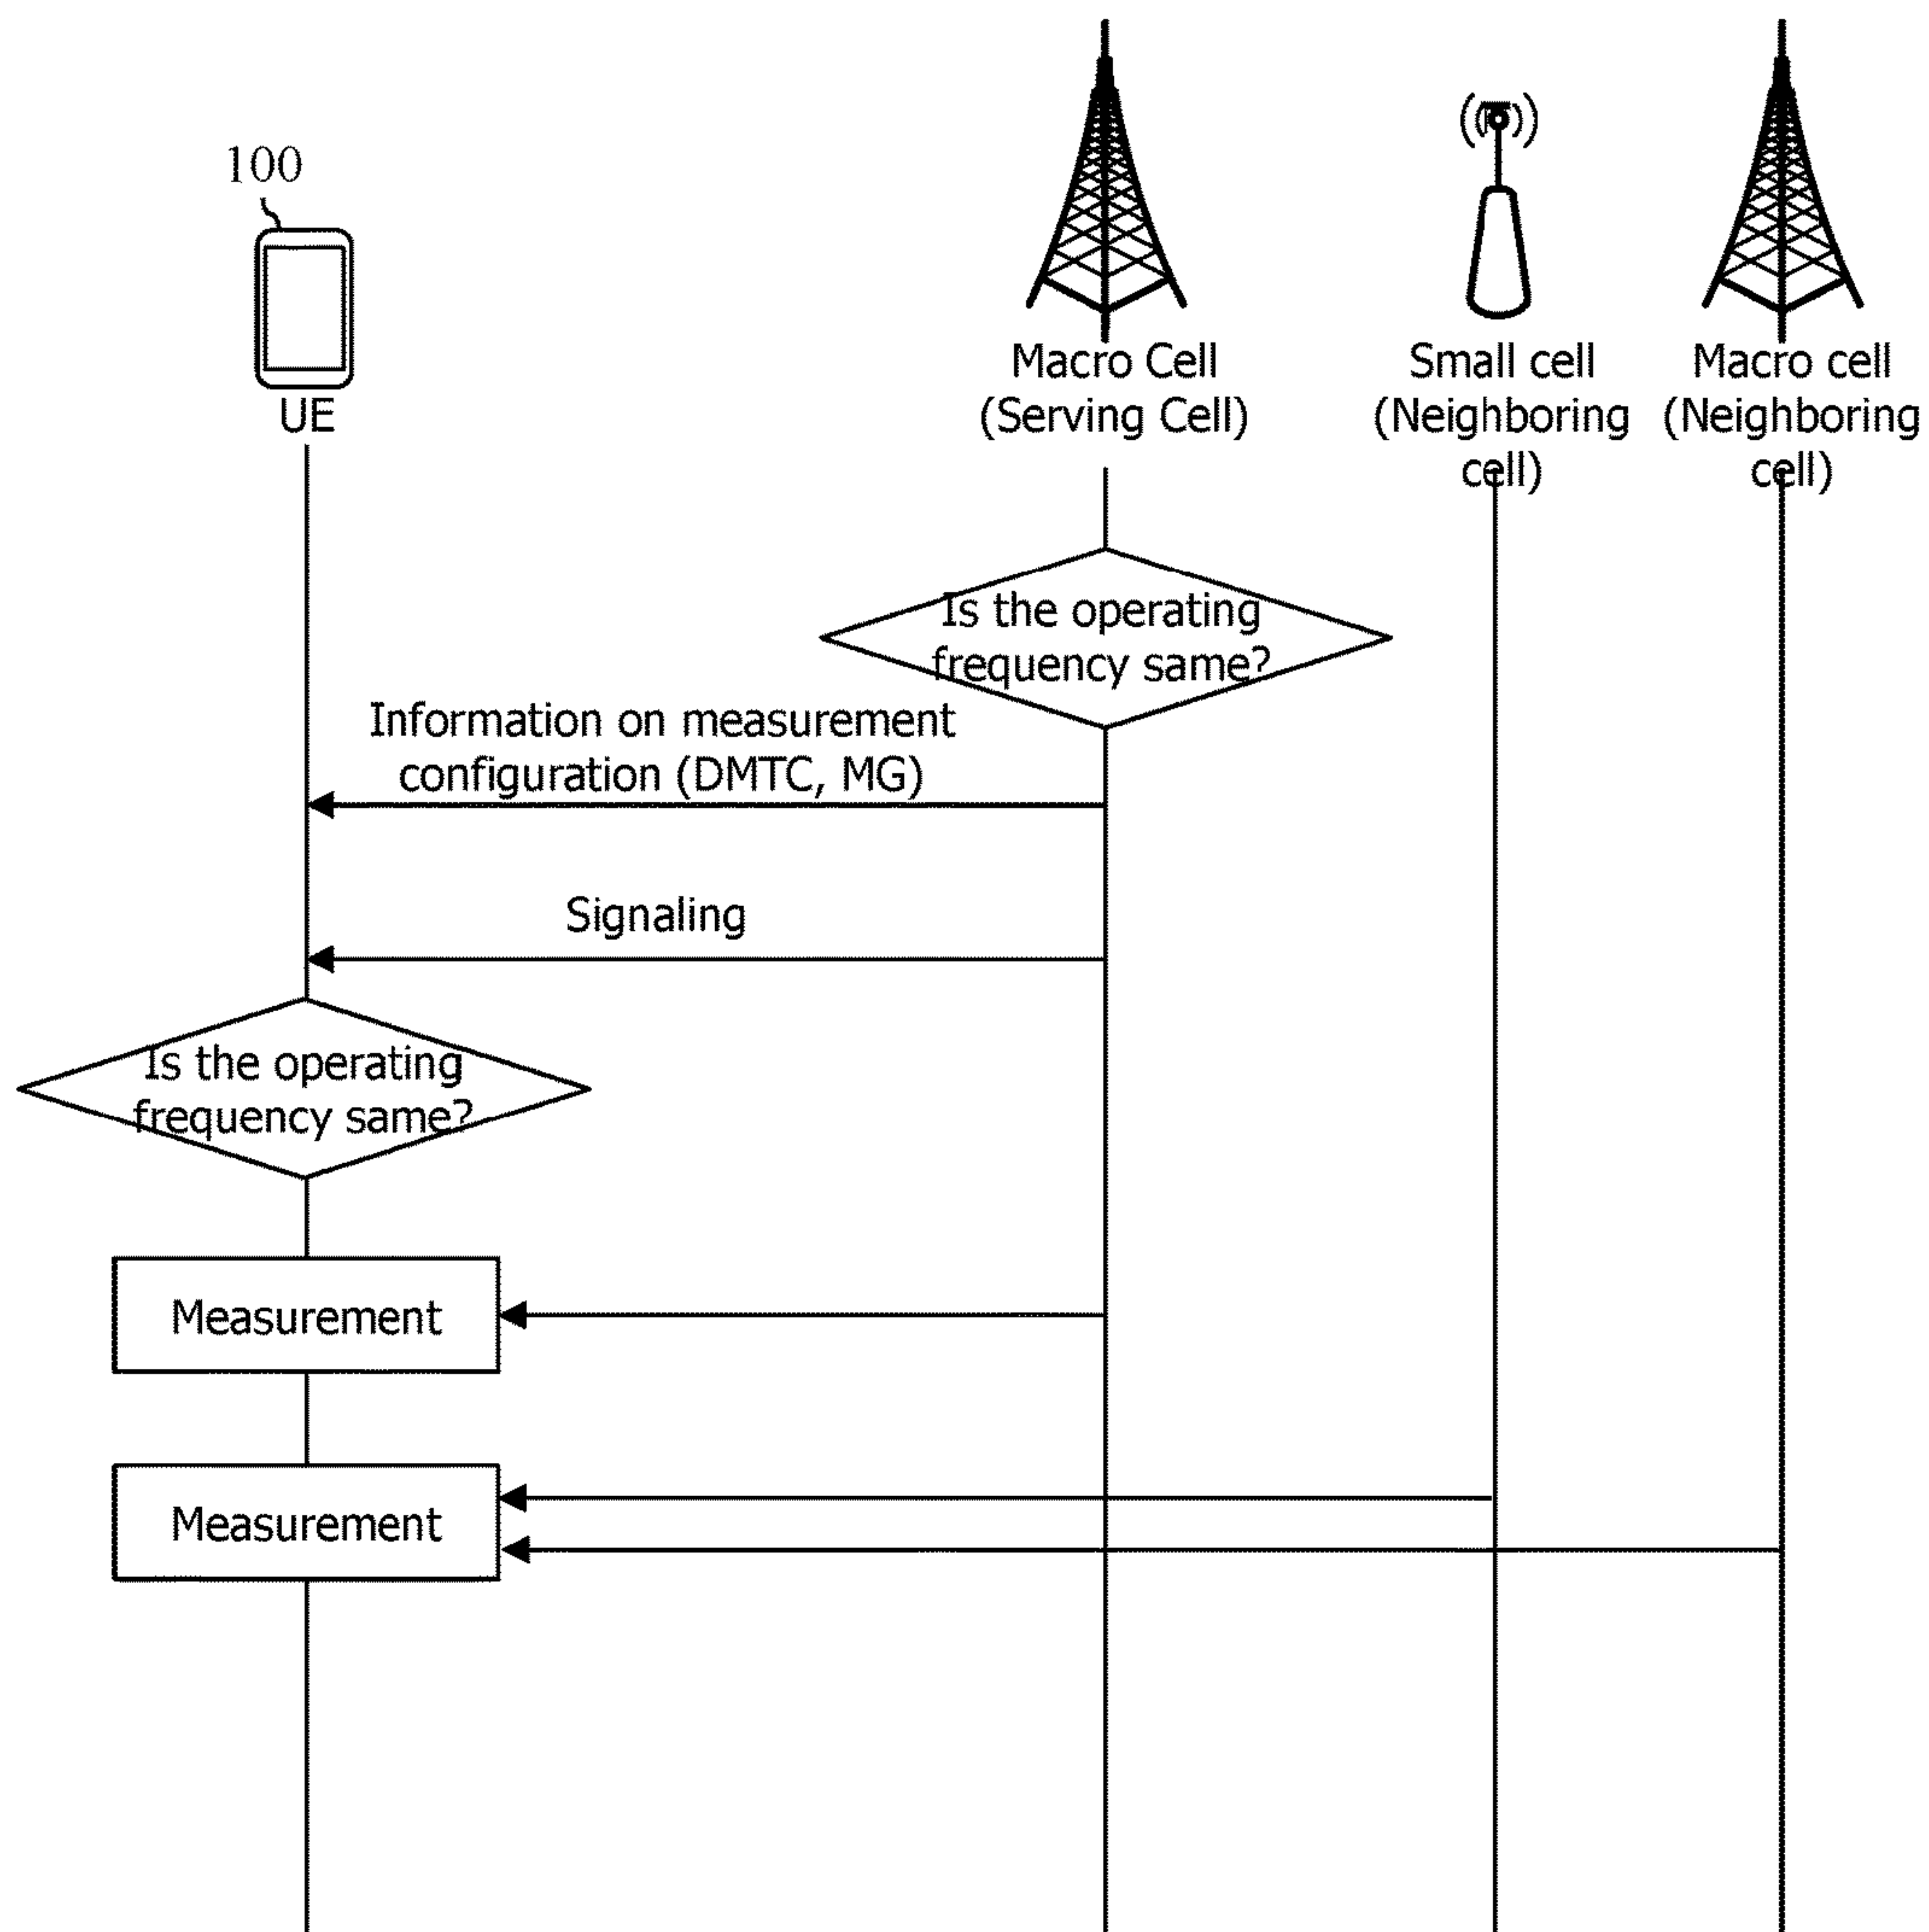 100
UE
Macro Cell
(Serving Cell)
Small cell
(Neighboring
cell)
Macro cell
(Neighboring
cell)
Is the operating
frequency same?
Information on measurement
configuration (DMTC, MG)
Signaling
Is the operating
frequency same?
Measurement
Measurement